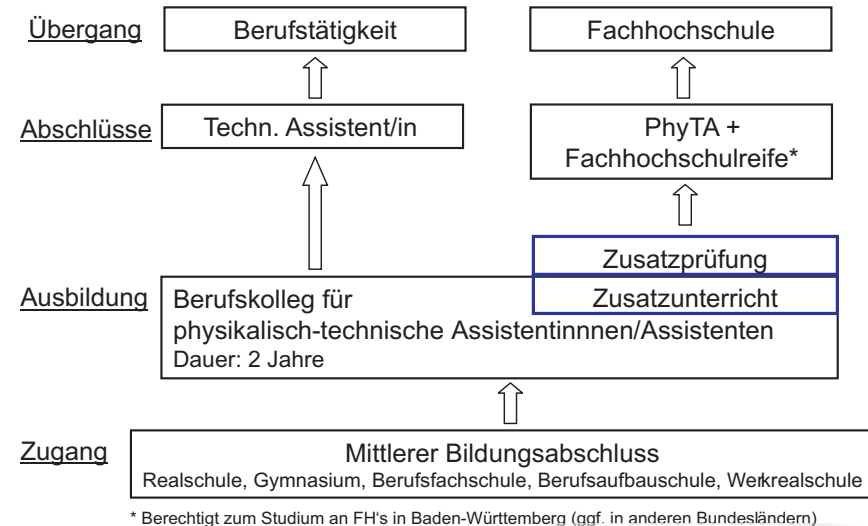 Übergang
Berufstätigkeit
Fachhochschule
Abschlüsse
Techn. Assistent/in
PhyTA +
Fachhochschulreife*
Zusatzprüfung
Ausbildung
Berufskolleg für
Zusatzunterricht
physikalisch-technische Assistentinnnen/Assistenten
Dauer: 2 Jahre
Zugang
Mittlerer Bildungsabschluss
Realschule, Gymnasium, Berufsfachschule, Berufsaufbauschule, Werkrealschule
* Berechtigt zum Studium an FH's in Baden-Württemberg (ggf. in anderen Bundesländern)